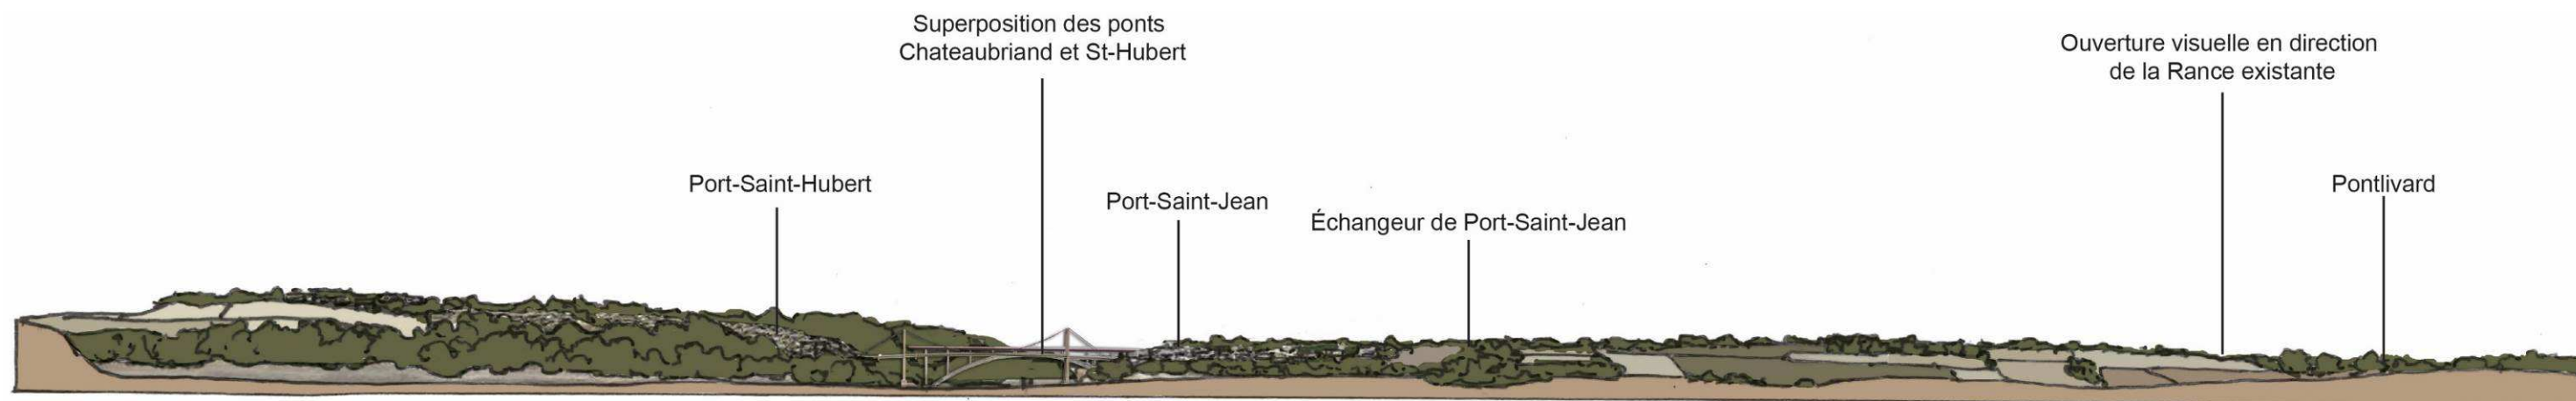 Superposition des ponts
Chateaubriand et St-Hubert
Ouverture visuelle en direction
de la Rance existante
Port-Saint-Hubert
Port-Saint-Jean
Échangeur de Port-Saint-Jean
Pontlivard